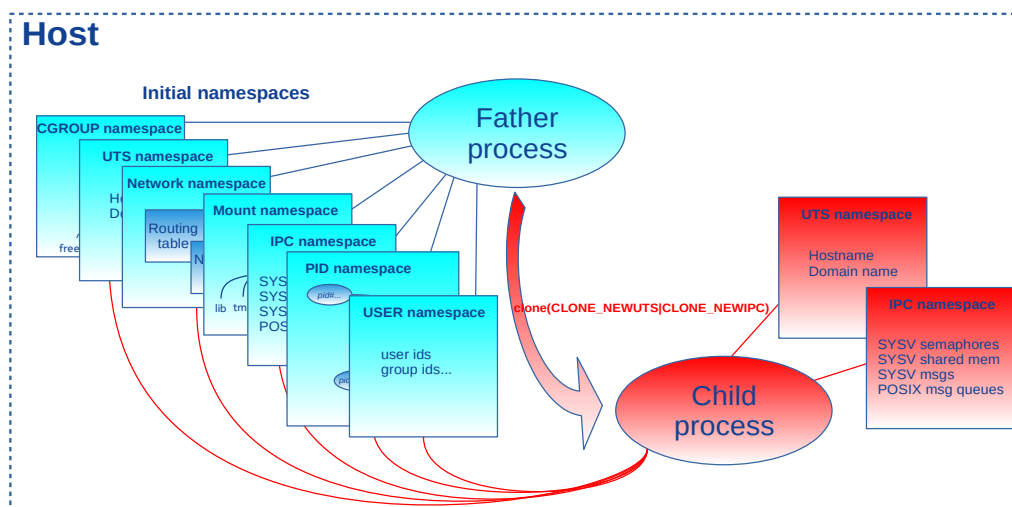 Host
Initial namespaces
Father
process
CGROUP namespace
free
UTS namespace
Network namespace
Routing
table
Mount namespace
lib
IPC namespace
PID namespace
pid#...
USER namespace
user ids
group ids...
clone(CLONE_NEWUTS|CLONE_NEWIPC)
Child
process
UTS namespace
Hostname
Domain name
IPC namespace
SYSV semaphores
SYSV shared mem
SYSV msgs
POSIX msg queues